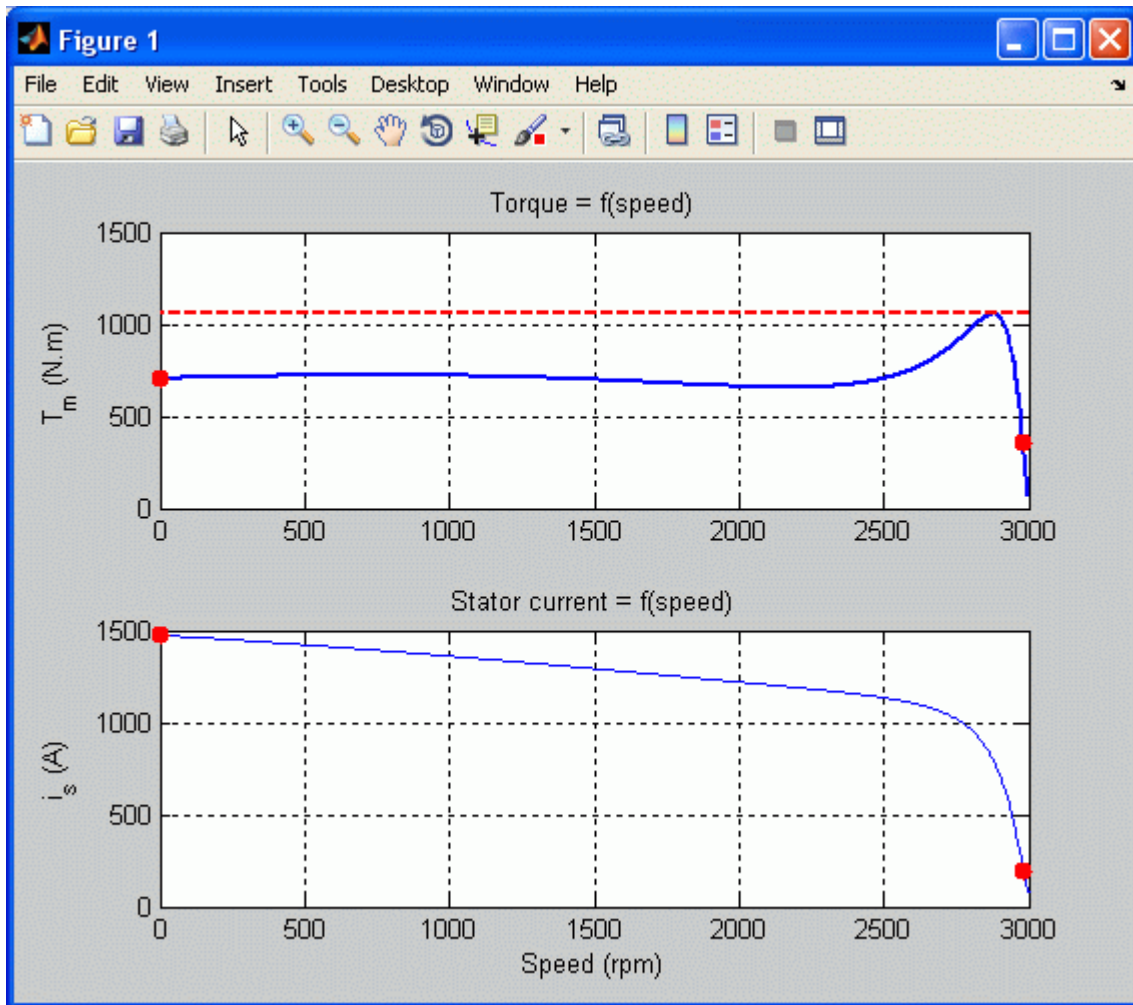 Figure 1
File Edit View Insert Tools Desktop Window Help
Torque = f(speed)
T_m (N.m)
1500
1000
500
0
0 500 1000 1500 2000 2500 3000
Stator current = f(speed)
i_s (A)
1500
1000
500
0
0 500 1000 1500 2000 2500 3000
Speed (rpm)